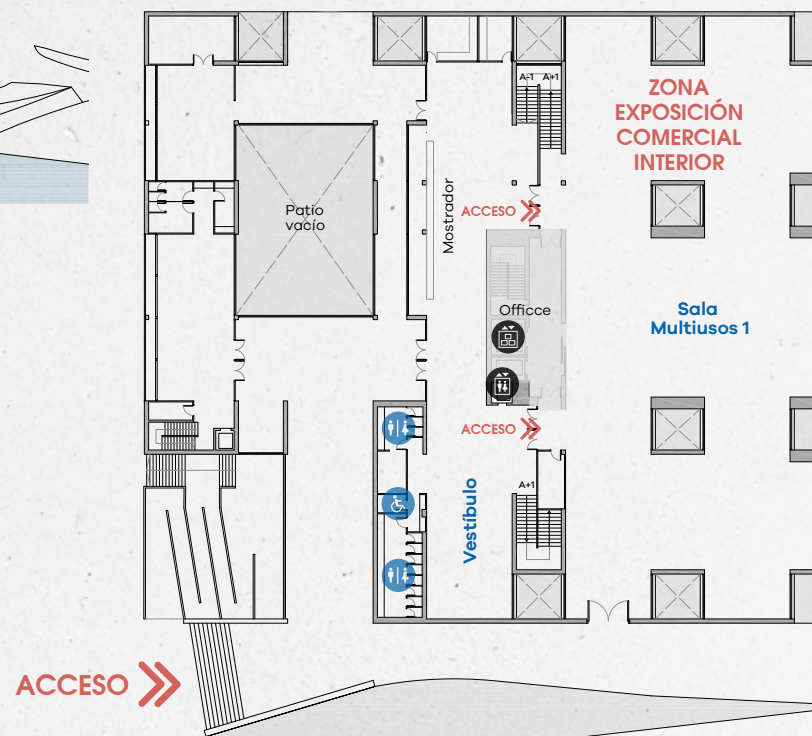 A-1 A+1
ZONA
EXPOSICIÓN
COMERCIAL
INTERIOR
Patio
vacío
Mostrador
ACCESO
Officce
Sala
Multiusos 1
ACCESO
A+1
Vestíbulo
ACCESO